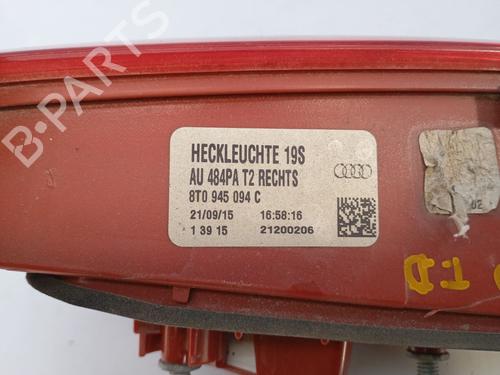 HECKLEUCHTE 19S
AU 484PA T2 RECHTS
8T0 945 094 C
21/09/15 16:58:16
1 39 15 21200206
02
I:D